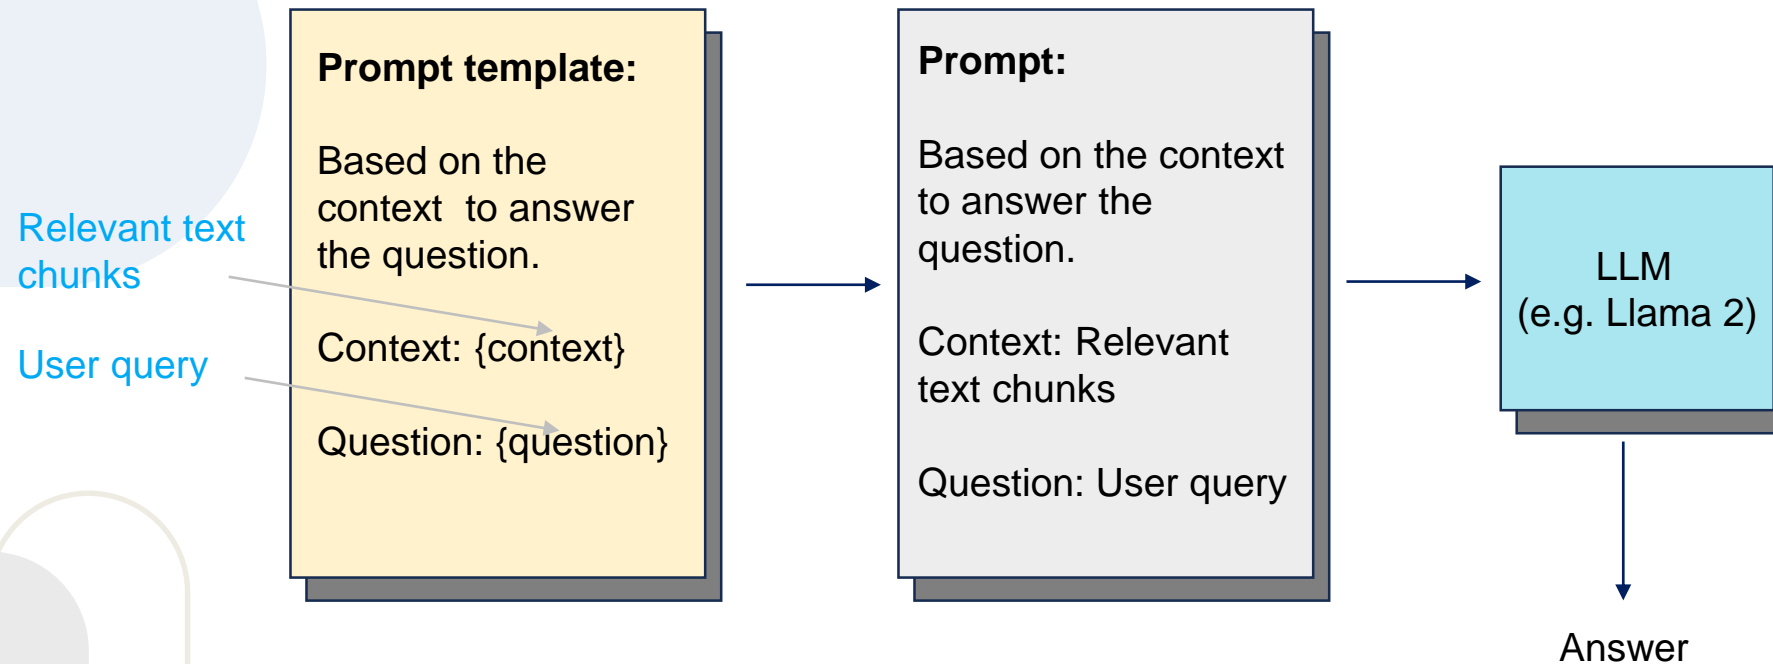 Relevant text
chunks
User query
Prompt template:
Based on the
context  to answer
the question.
Context: {context}
Question: {question}
Prompt:
Based on the context
to answer the
question.
Context: Relevant
text chunks
Question: User query
LLM
(e.g. Llama 2)
Answer